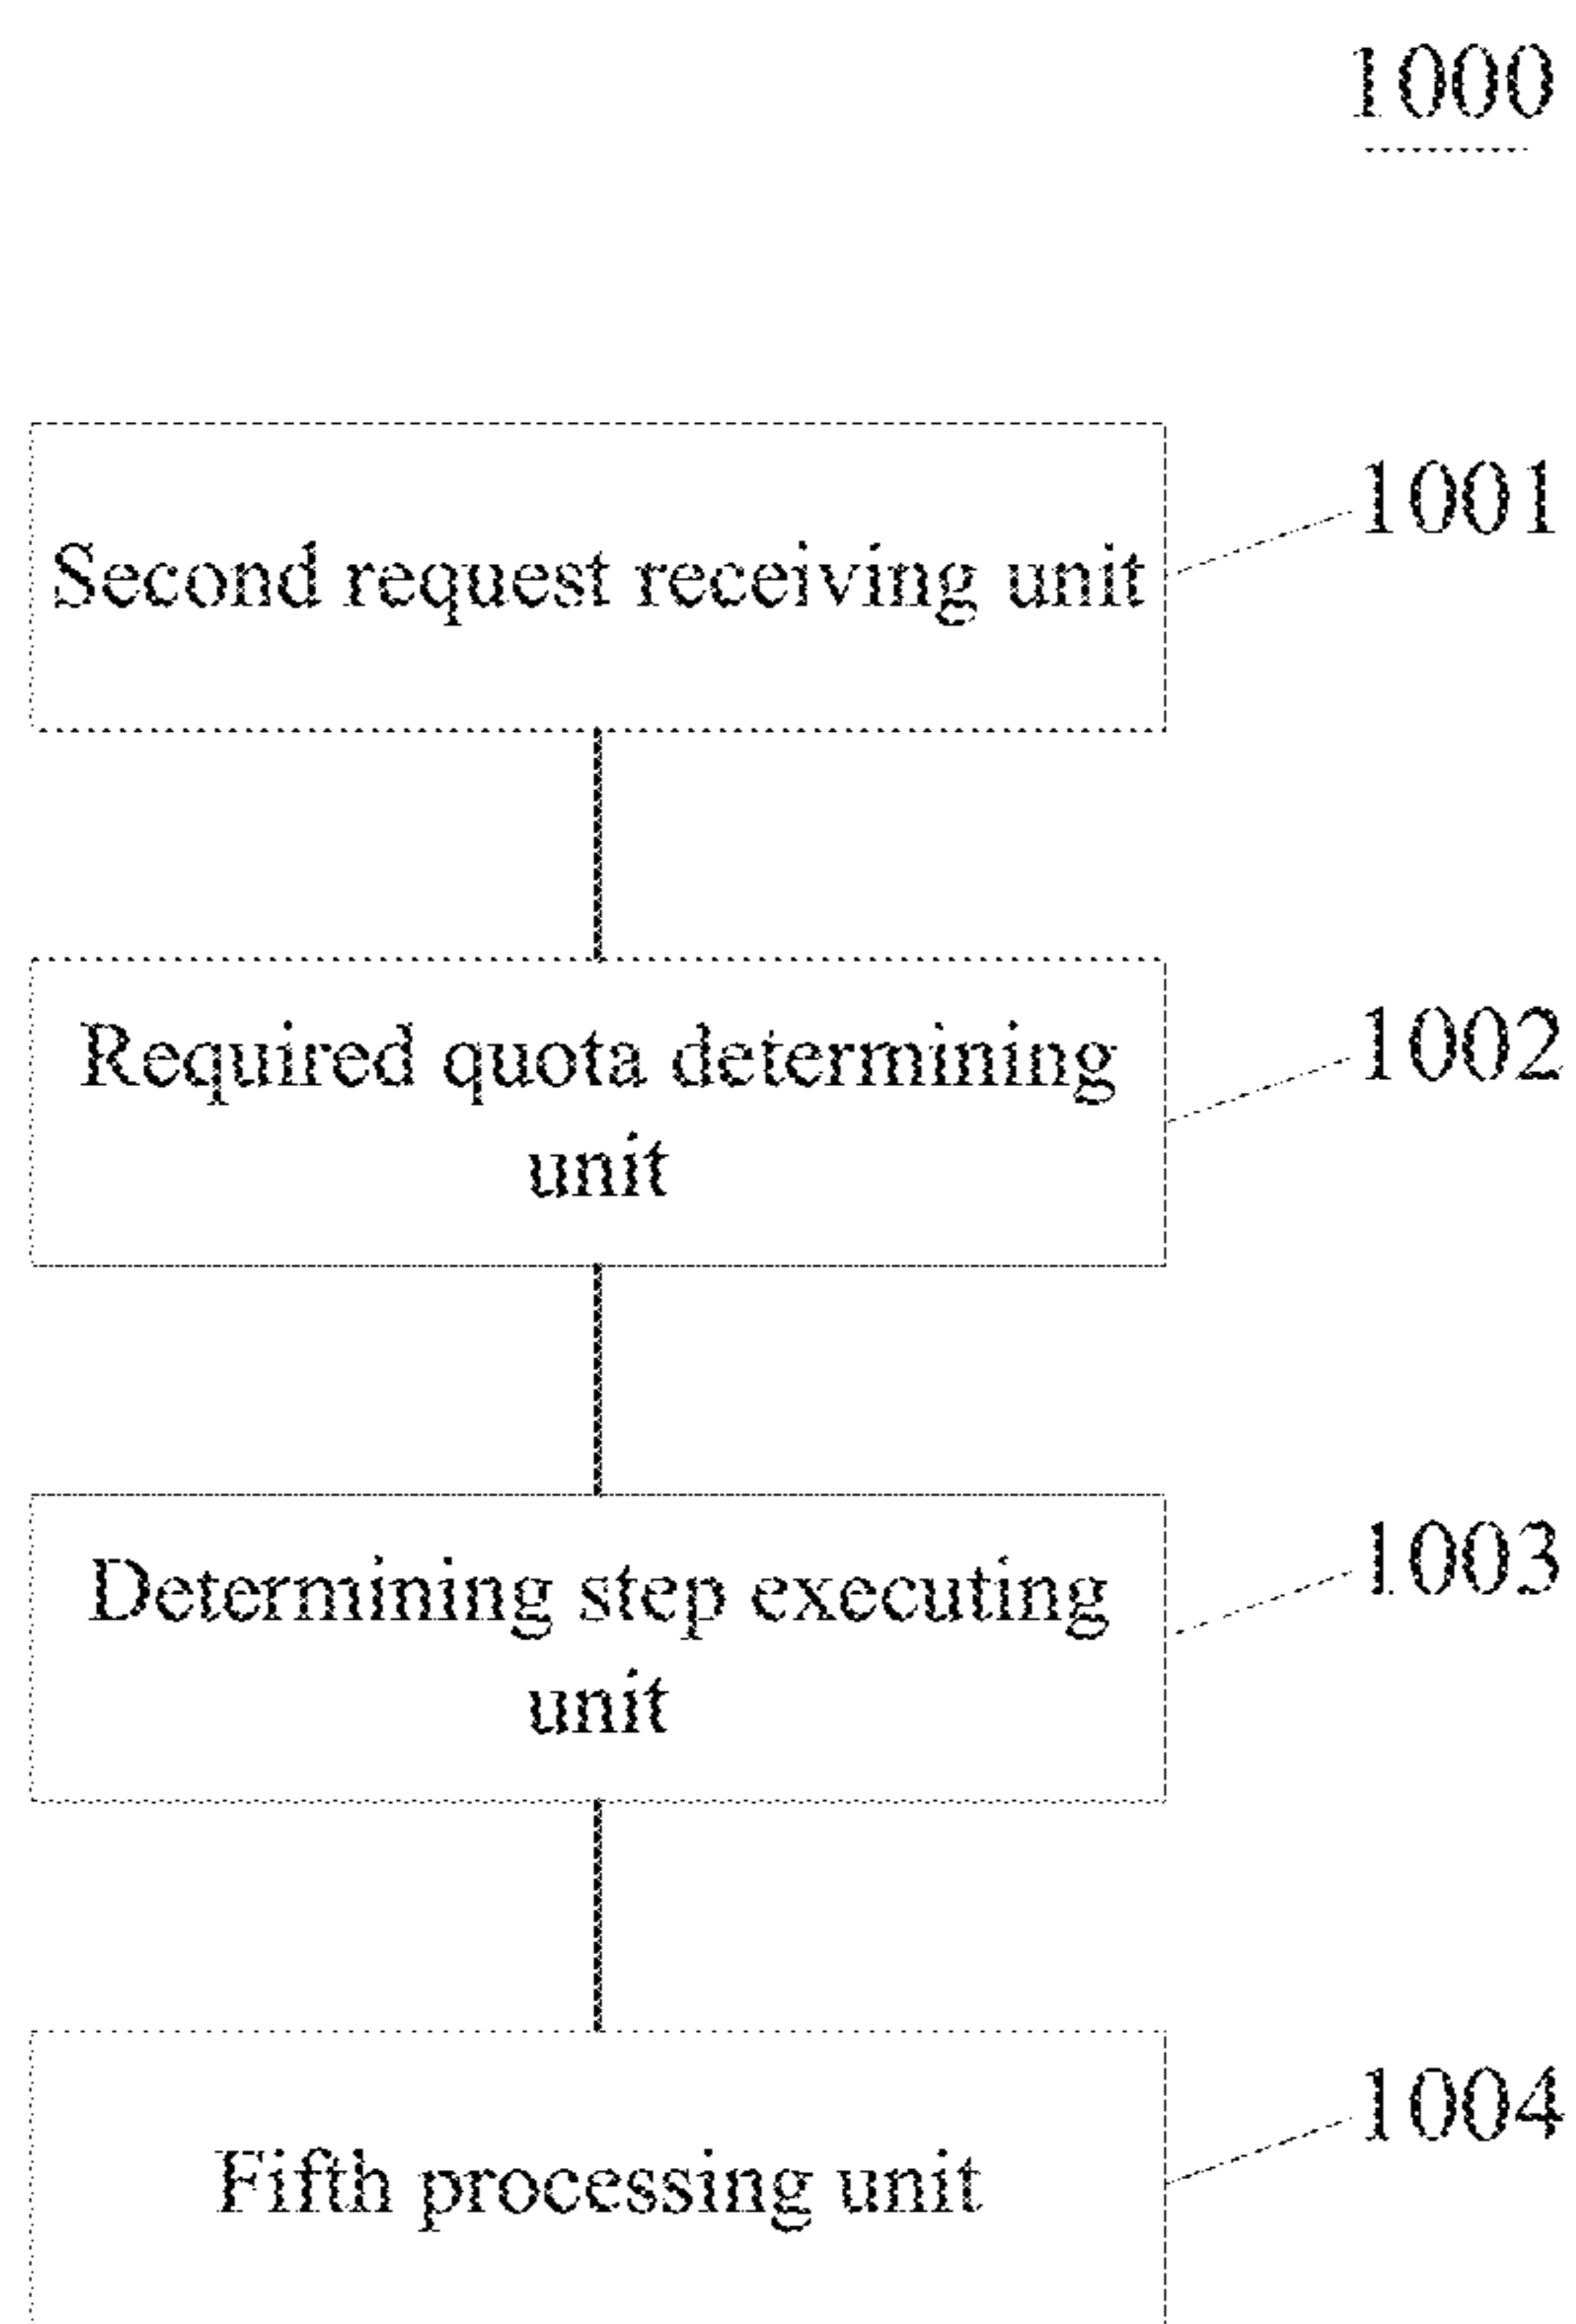 1000
Second request receiving unit
1001
Required quota determining
unit
1002
Determining step executing
unit
1003
Fifth processing unit
1004